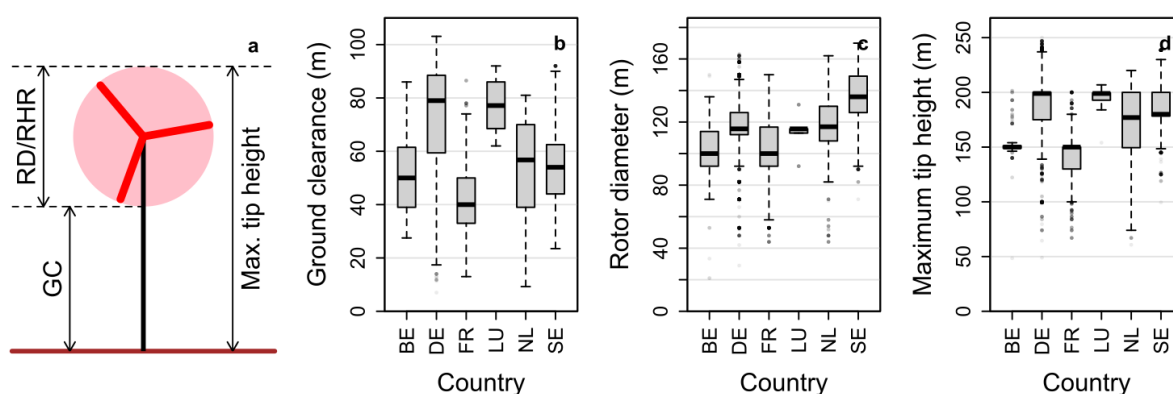 a
RD/RHR
GC
Max. tip height
b
Ground clearance (m)
0
20
40
60
80
100
BE
DE
FR
LU
NL
SE
Country
c
Rotor diameter (m)
0
40
80
120
160
BE
DE
FR
LU
NL
SE
Country
d
Maximum tip height (m)
0
50
100
150
200
250
BE
DE
FR
LU
NL
SE
Country